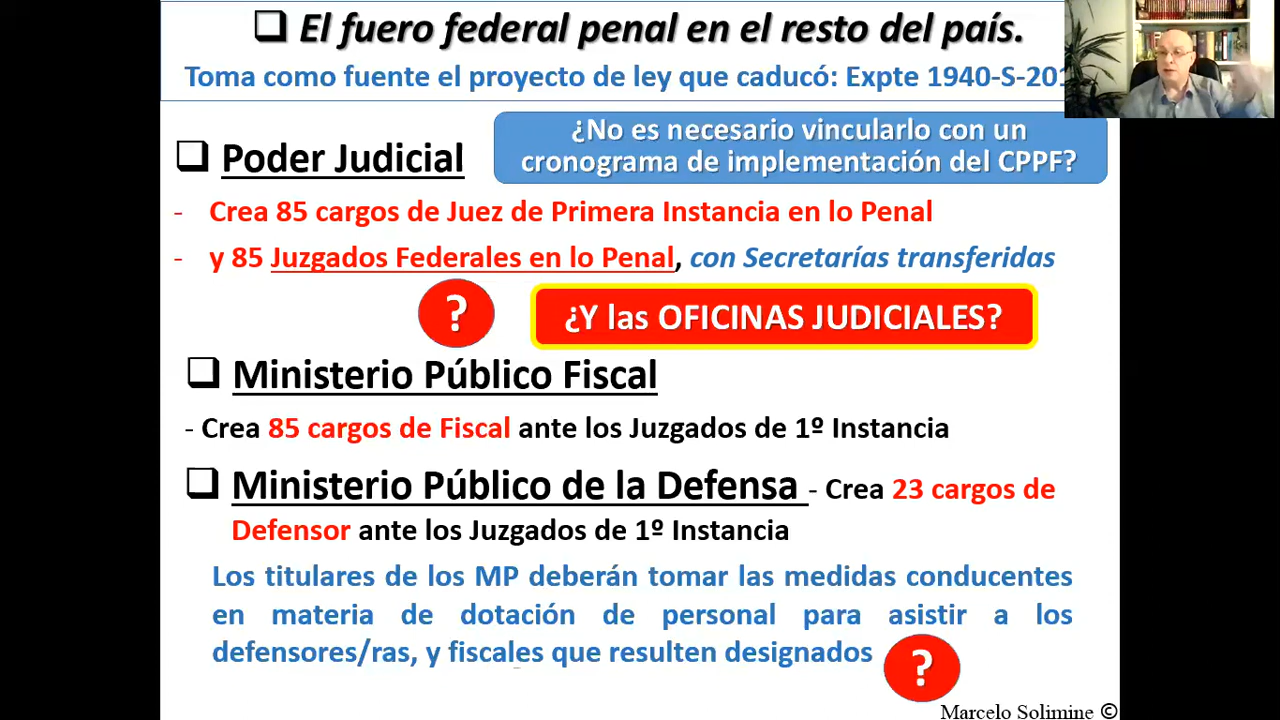 El fuero federal penal en el resto del país.
Toma como fuente el proyecto de ley que caducó: Expte 1940-S-201
¿No es necesario vincularlo con un
cronograma de implementación del CPPF?
Poder Judicial
- Crea 85 cargos de Juez de Primera Instancia en lo Penal
- y 85 Juzgados Federales en lo Penal, con Secretarías transferidas
?
¿Y las OFICINAS JUDICIALES?
Ministerio Público Fiscal
- Crea 85 cargos de Fiscal ante los Juzgados de 1º Instancia
Ministerio Público de la Defensa - Crea 23 cargos de
Defensor ante los Juzgados de 1º Instancia
Los titulares de los MP deberán tomar las medidas conducentes
en materia de dotación de personal para asistir a los
defensores/ras, y fiscales que resulten designados
?
Marcelo Solimine ©